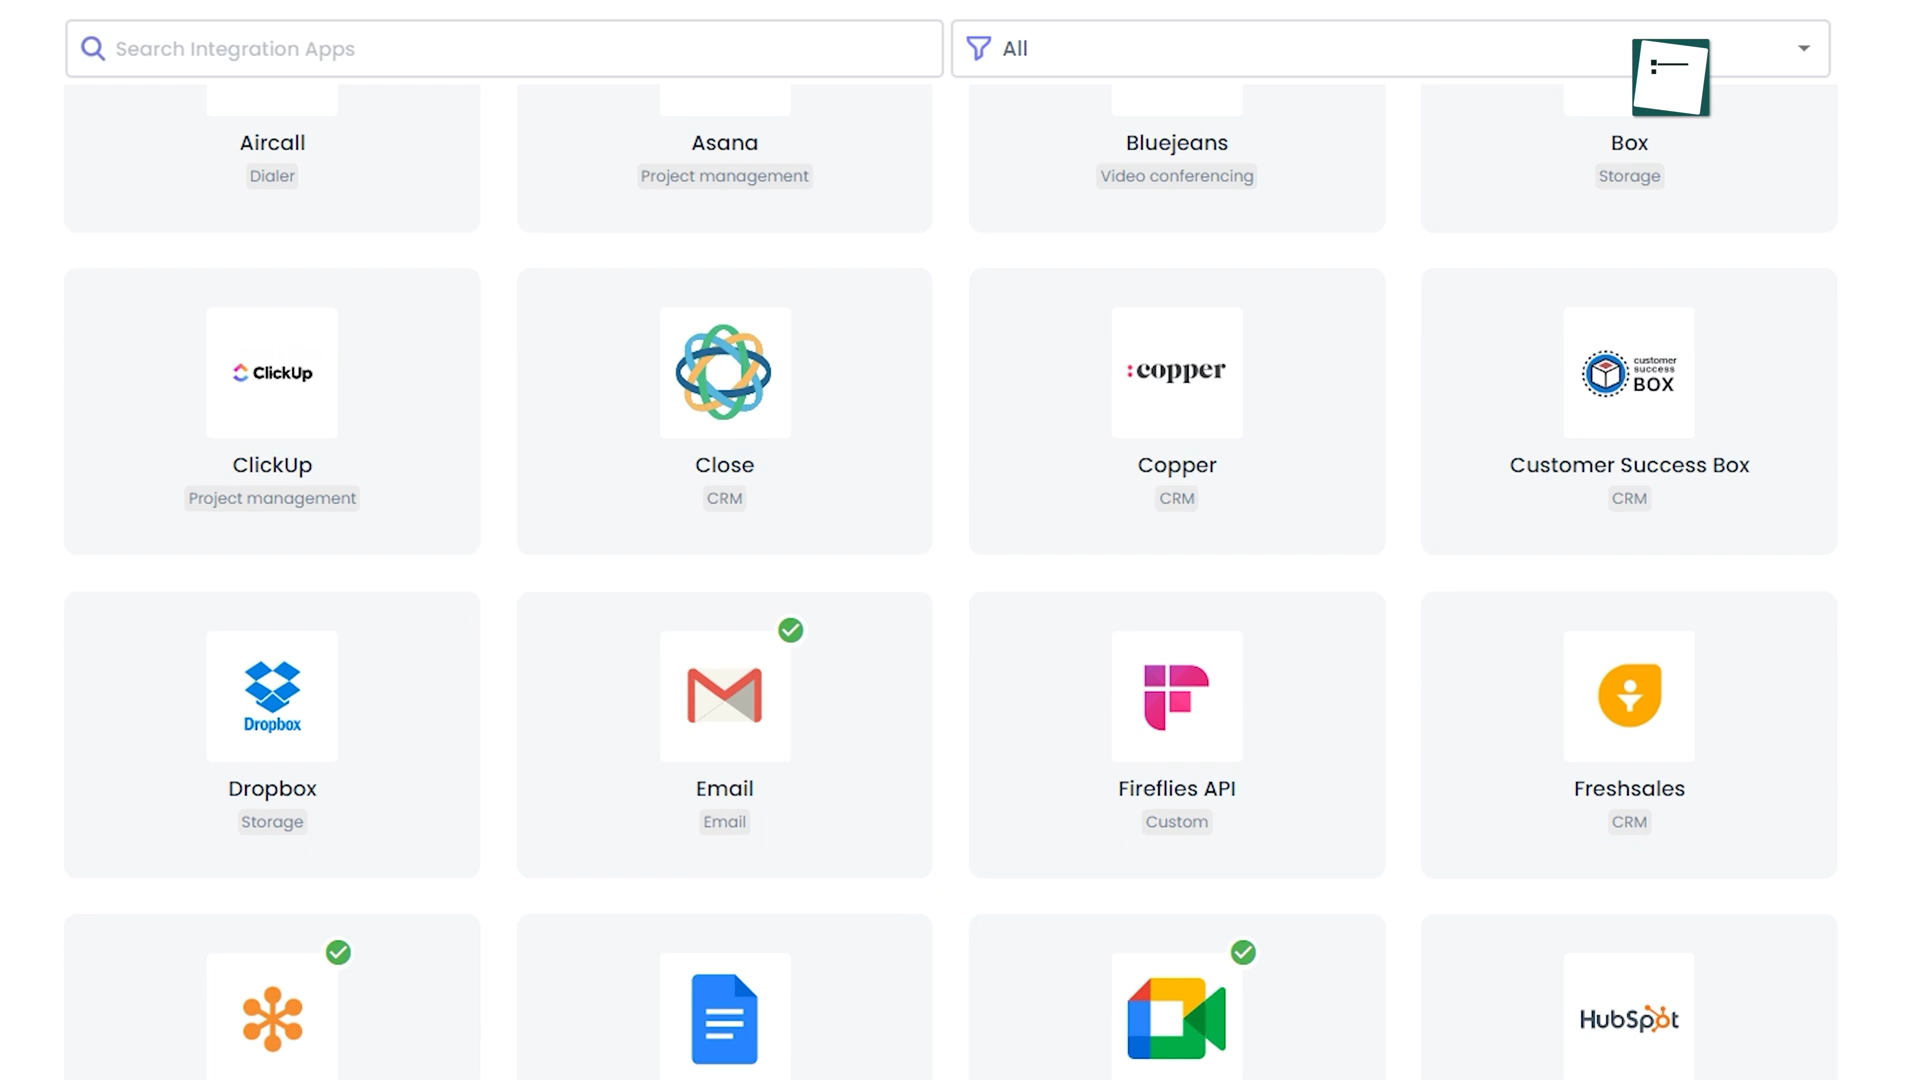 Search Integration Apps
All
Aircall
Dialer
Asana
Project management
Bluejeans
Video conferencing
Box
Storage
ClickUp
ClickUp
Project management
Close
CRM
:copper
Copper
CRM
customer
success
BOX
Customer Success Box
CRM
Dropbox
Dropbox
Storage
Email
Email
Fireflies API
Custom
Freshsales
CRM
HubSpot